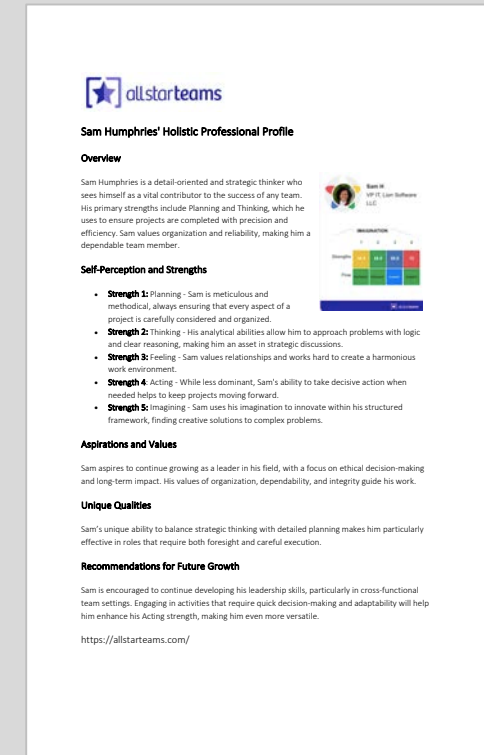 allstarteams
Sam Humphries' Holistic Professional Profile
Overview
Sam Humphries is a detail-oriented and strategic thinker who
sees himself as a vital contributor to the success of any team.
His primary strengths include Planning and Thinking, which he
uses to ensure projects are completed with precision and
efficiency. Sam values organization and reliability, making him a
dependable team member.
Sam H
VP IT, Lion Software
LLC
IMAGINATION
1 2 3 4
Strengths
Flow
Self-Perception and Strengths
• Strength 1: Planning - Sam is meticulous and
methodical, always ensuring that every aspect of a
project is carefully considered and organized.
• Strength 2: Thinking - His analytical abilities allow him to approach problems with logic
and clear reasoning, making him an asset in strategic discussions.
• Strength 3: Feeling - Sam values relationships and works hard to create a harmonious
work environment.
• Strength 4: Acting - While less dominant, Sam's ability to take decisive action when
needed helps to keep projects moving forward.
• Strength 5: Imagining - Sam uses his imagination to innovate within his structured
framework, finding creative solutions to complex problems.
Aspirations and Values
Sam aspires to continue growing as a leader in his field, with a focus on ethical decision-making
and long-term impact. His values of organization, dependability, and integrity guide his work.
Unique Qualities
Sam's unique ability to balance strategic thinking with detailed planning makes him particularly
effective in roles that require both foresight and careful execution.
Recommendations for Future Growth
Sam is encouraged to continue developing his leadership skills, particularly in cross-functional
team settings. Engaging in activities that require quick decision-making and adaptability will help
him enhance his Acting strength, making him even more versatile.
https://allstarteams.com/